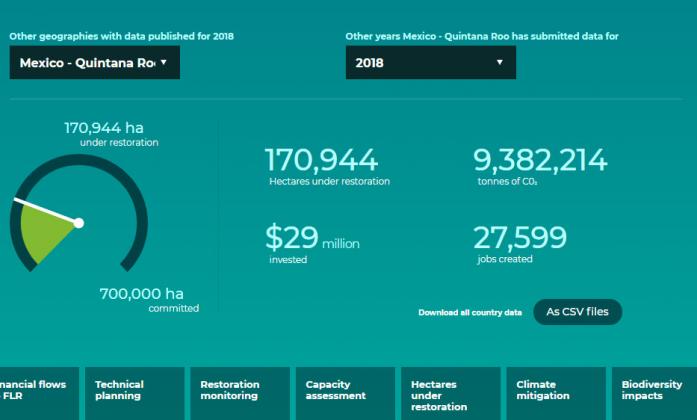 Other geographies with data published for 2018
Other years Mexico - Quintana Roo has submitted data for
Mexico - Quintana Roo
2018
170,944 ha
under restoration
700,000 ha
committed
170,944
Hectares under restoration
9,382,214
tonnes of CO₂
$29 million
invested
27,599
jobs created
Download all country data
As CSV files
nancial flows
FLR
Technical
planning
Restoration
monitoring
Capacity
assessment
Hectares
under
restoration
Climate
mitigation
Biodiversity
impacts